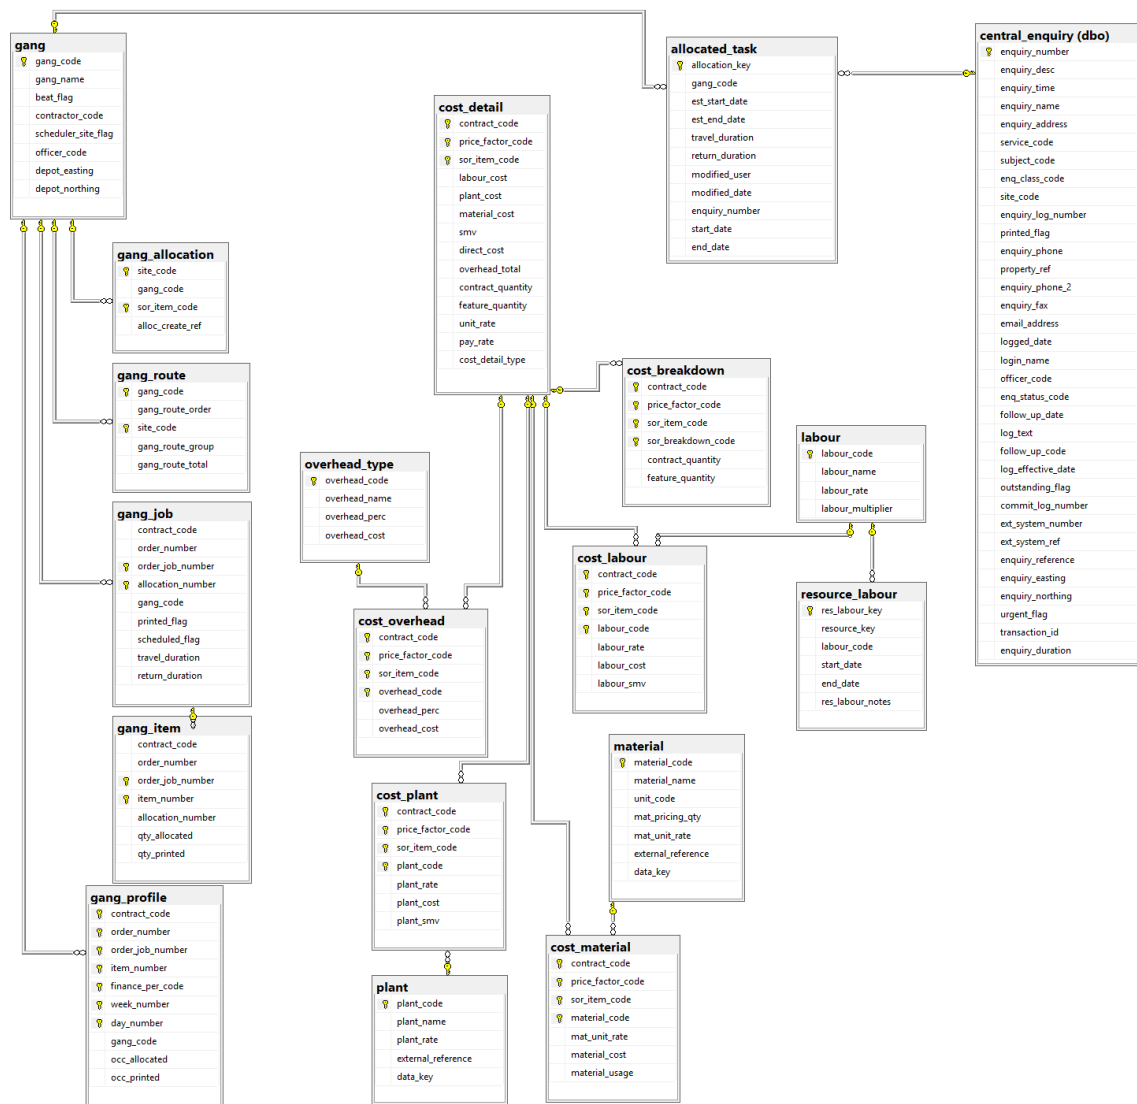 gang
gang_code
gang_name
beat_flag
contractor_code
scheduler_site_flag
officer_code
depot_easting
depot_northing
gang_allocation
site_code
gang_code
sor_item_code
alloc_create_ref
gang_route
gang_code
gang_route_order
site_code
gang_route_group
gang_route_total
gang_job
contract_code
order_number
order_job_number
allocation_number
gang_code
printed_flag
scheduled_flag
travel_duration
return_duration
gang_item
contract_code
order_number
order_job_number
item_number
allocation_number
qty_allocated
qty_printed
gang_profile
contract_code
order_number
order_job_number
item_number
finance_per_code
week_number
day_number
gang_code
occ_allocated
occ_printed
overhead_type
overhead_code
overhead_name
overhead_perc
overhead_cost
cost_overhead
contract_code
price_factor_code
sor_item_code
overhead_code
overhead_perc
overhead_cost
cost_plant
contract_code
price_factor_code
sor_item_code
plant_code
plant_rate
plant_cost
plant_smv
plant
plant_code
plant_name
plant_rate
external_reference
data_key
cost_detail
contract_code
price_factor_code
sor_item_code
labour_cost
plant_cost
material_cost
smv
direct_cost
overhead_total
contract_quantity
feature_quantity
unit_rate
pay_rate
cost_detail_type
allocated_task
allocation_key
gang_code
est_start_date
est_end_date
travel_duration
return_duration
modified_user
modified_date
enquiry_number
start_date
end_date
cost_breakdown
contract_code
price_factor_code
sor_item_code
sor_breakdown_code
contract_quantity
feature_quantity
cost_labour
contract_code
price_factor_code
sor_item_code
labour_code
labour_rate
labour_cost
labour_smv
material
material_code
material_name
unit_code
mat_pricing_qty
mat_unit_rate
external_reference
data_key
cost_material
contract_code
price_factor_code
sor_item_code
material_code
mat_unit_rate
material_cost
material_usage
labour
labour_code
labour_name
labour_rate
labour_multiplier
resource_labour
res_labour_key
resource_key
labour_code
start_date
end_date
res_labour_notes
central_enquiry (dbo)
enquiry_number
enquiry_desc
enquiry_time
enquiry_name
enquiry_address
service_code
subject_code
enq_class_code
site_code
enquiry_log_number
printed_flag
enquiry_phone
property_ref
enquiry_phone_2
enquiry_fax
email_address
logged_date
login_name
officer_code
enq_status_code
follow_up_date
log_text
follow_up_code
log_effective_date
outstanding_flag
commit_log_number
ext_system_number
ext_system_ref
enquiry_reference
enquiry_easting
enquiry_northing
urgent_flag
transaction_id
enquiry_duration